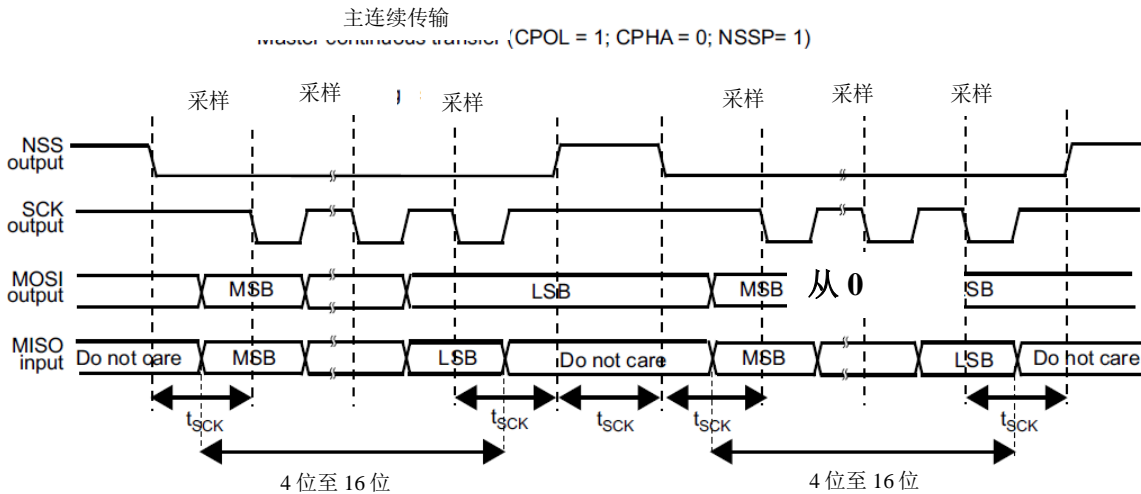 主连续传输
(CPOL = 1; CPHA = 0; NSSP= 1)
采样 采样 采样 采样 采样 采样
NSS
output
SCK
output
MOSI
output
MSB LSB MSB 从 0 SB
MISO
input
Do not care MSB LSB Do not care MSB LSB Do not care
tSCK tSCK tSCK tSCK tSCK
4 位至 16 位 4 位至 16 位